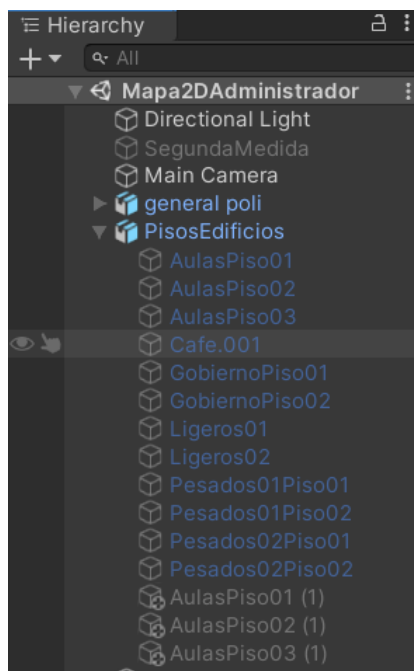 Hierarchy
All
Mapa2DAdministrador
Directional Light
SegundaMedida
Main Camera
general poli
PisosEdificios
AulasPiso01
AulasPiso02
AulasPiso03
Cafe.001
GobiernoPiso01
GobiernoPiso02
Ligeros01
Ligeros02
Pesados01Piso01
Pesados01Piso02
Pesados02Piso01
Pesados02Piso02
AulasPiso01 (1)
AulasPiso02 (1)
AulasPiso03 (1)